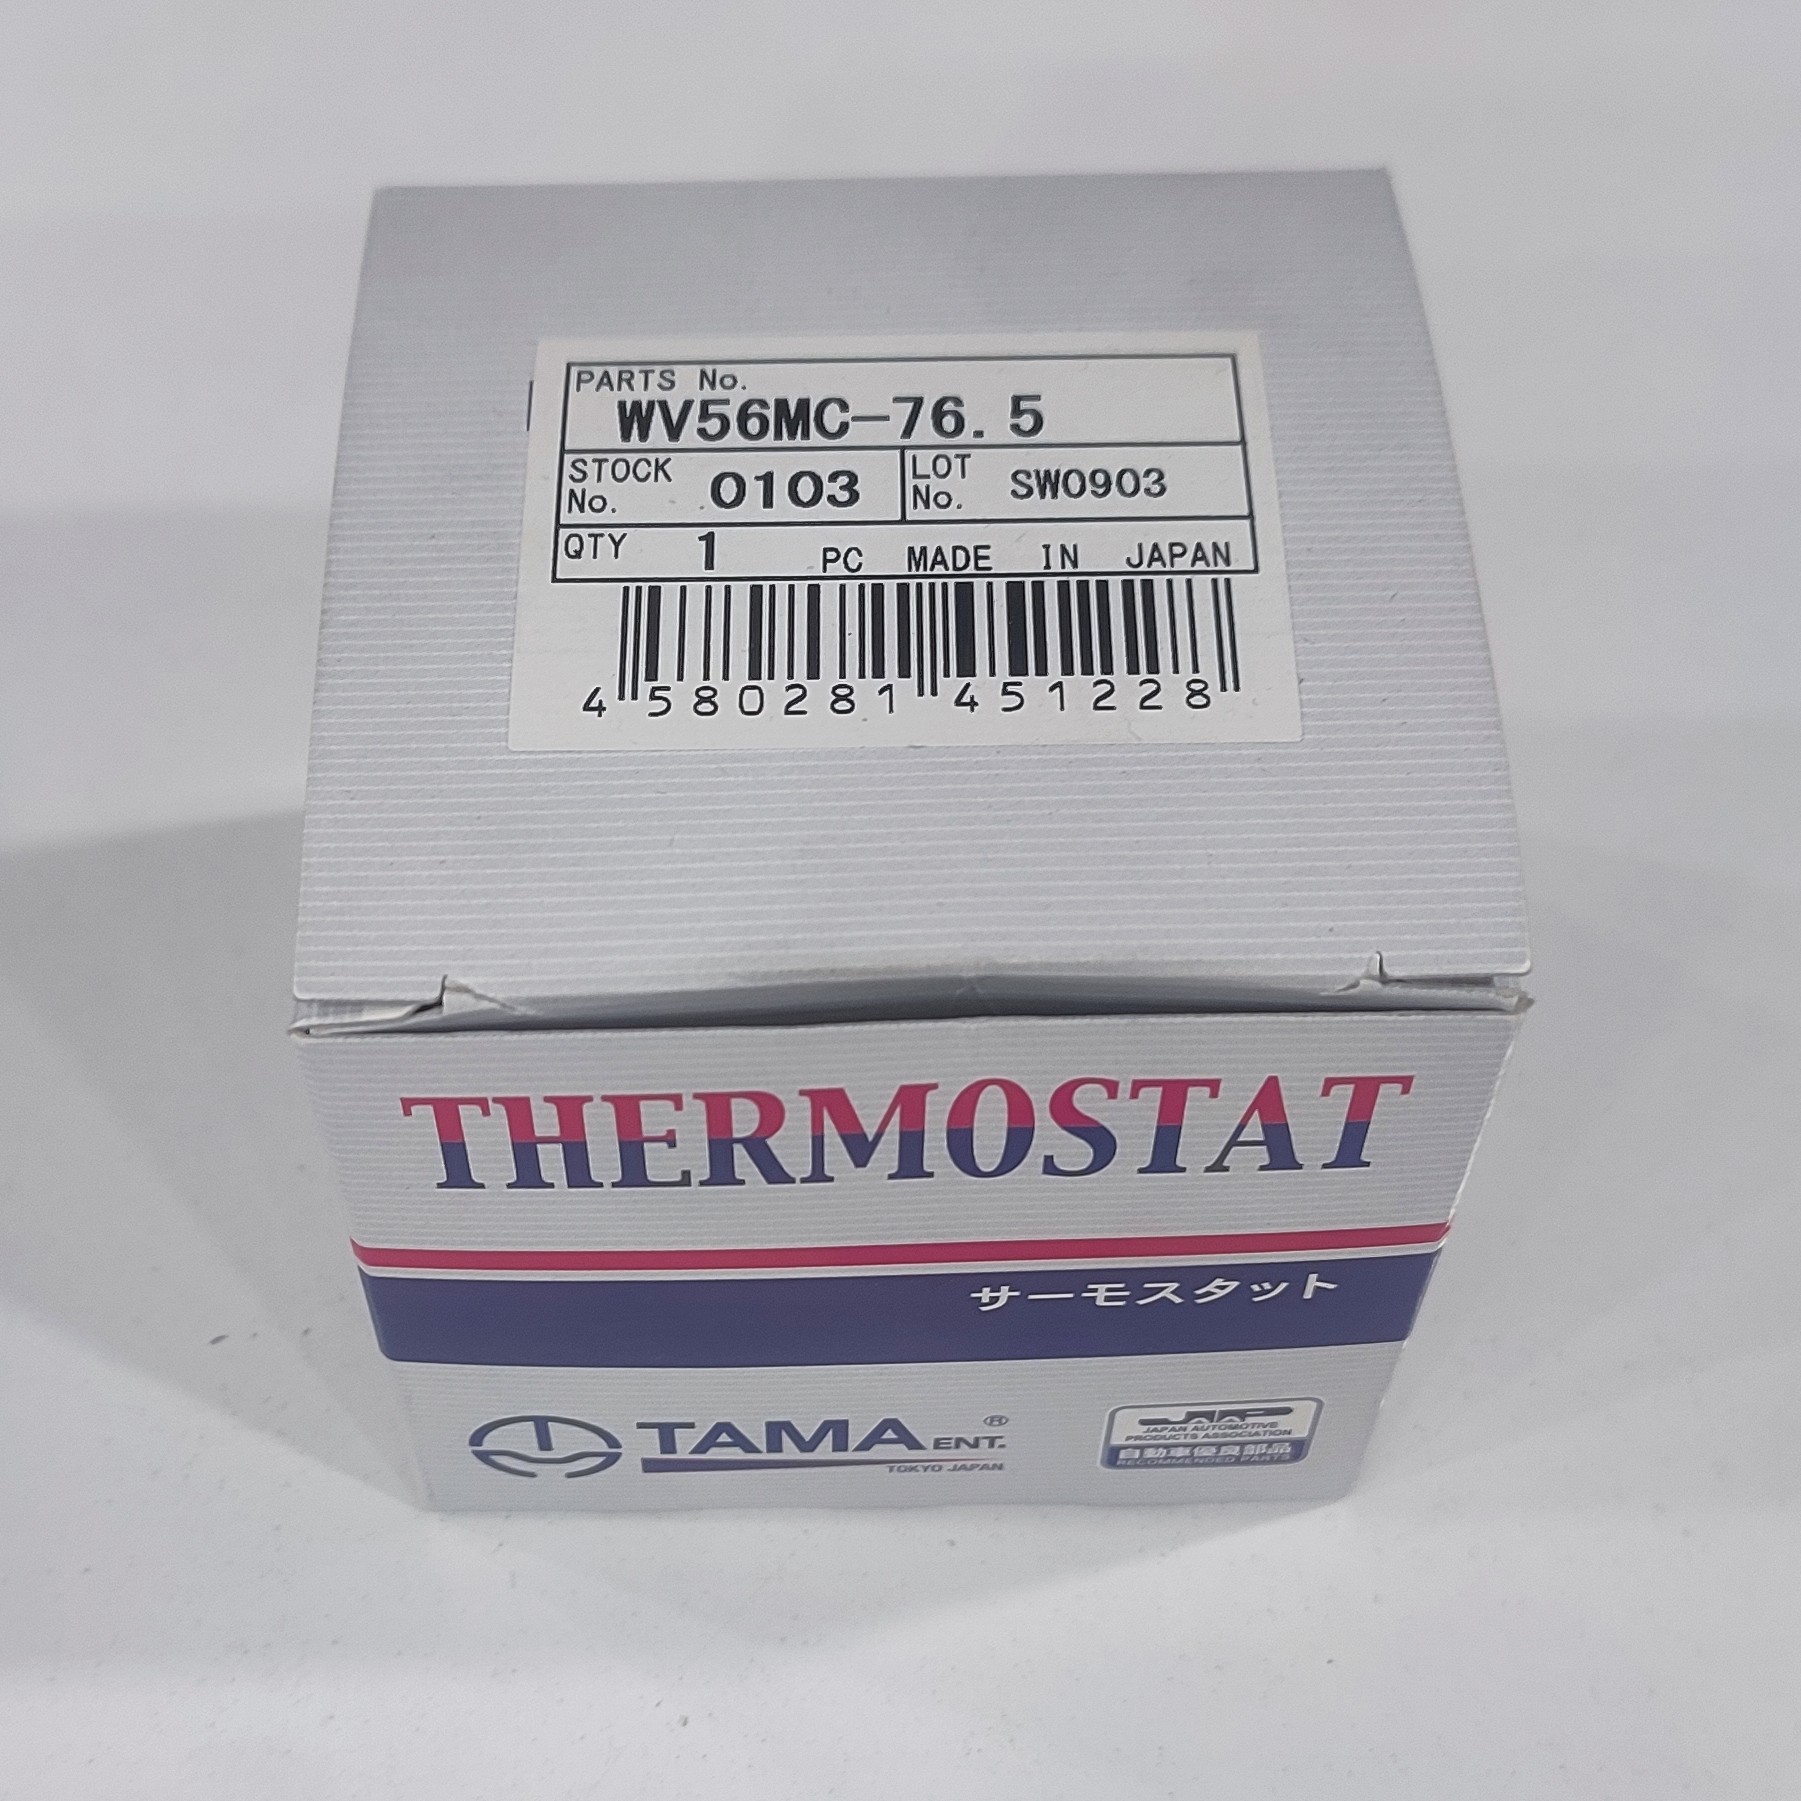 PARTS No.
WV56MC-76.5
STOCK No. 0103 LOT No. SW0903
QTY 1 PC MADE IN JAPAN
4 580281 451228
THERMOSTAT
サーモスタット
TAMA ENT.®
TOKYO JAPAN
JAP
JAPAN AUTOMOTIVE
PRODUCTS ASSOCIATION
自動車優良部品
RECOMMENDED PARTS